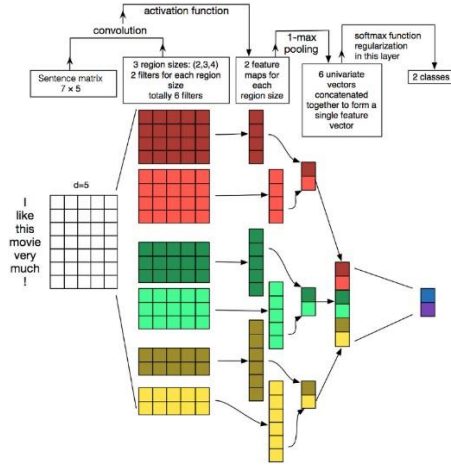 activation function
convolution
1-max
pooling
softmax function
regularization
in this layer
Sentence matrix
7 × 5
3 region sizes: (2,3,4)
2 filters for each region
size
totally 6 filters
2 feature
maps for
each
region size
6 univariate
vectors
concatenated
together to form a
single feature
vector
2 classes
d=5
I
like
this
movie
very
much
!